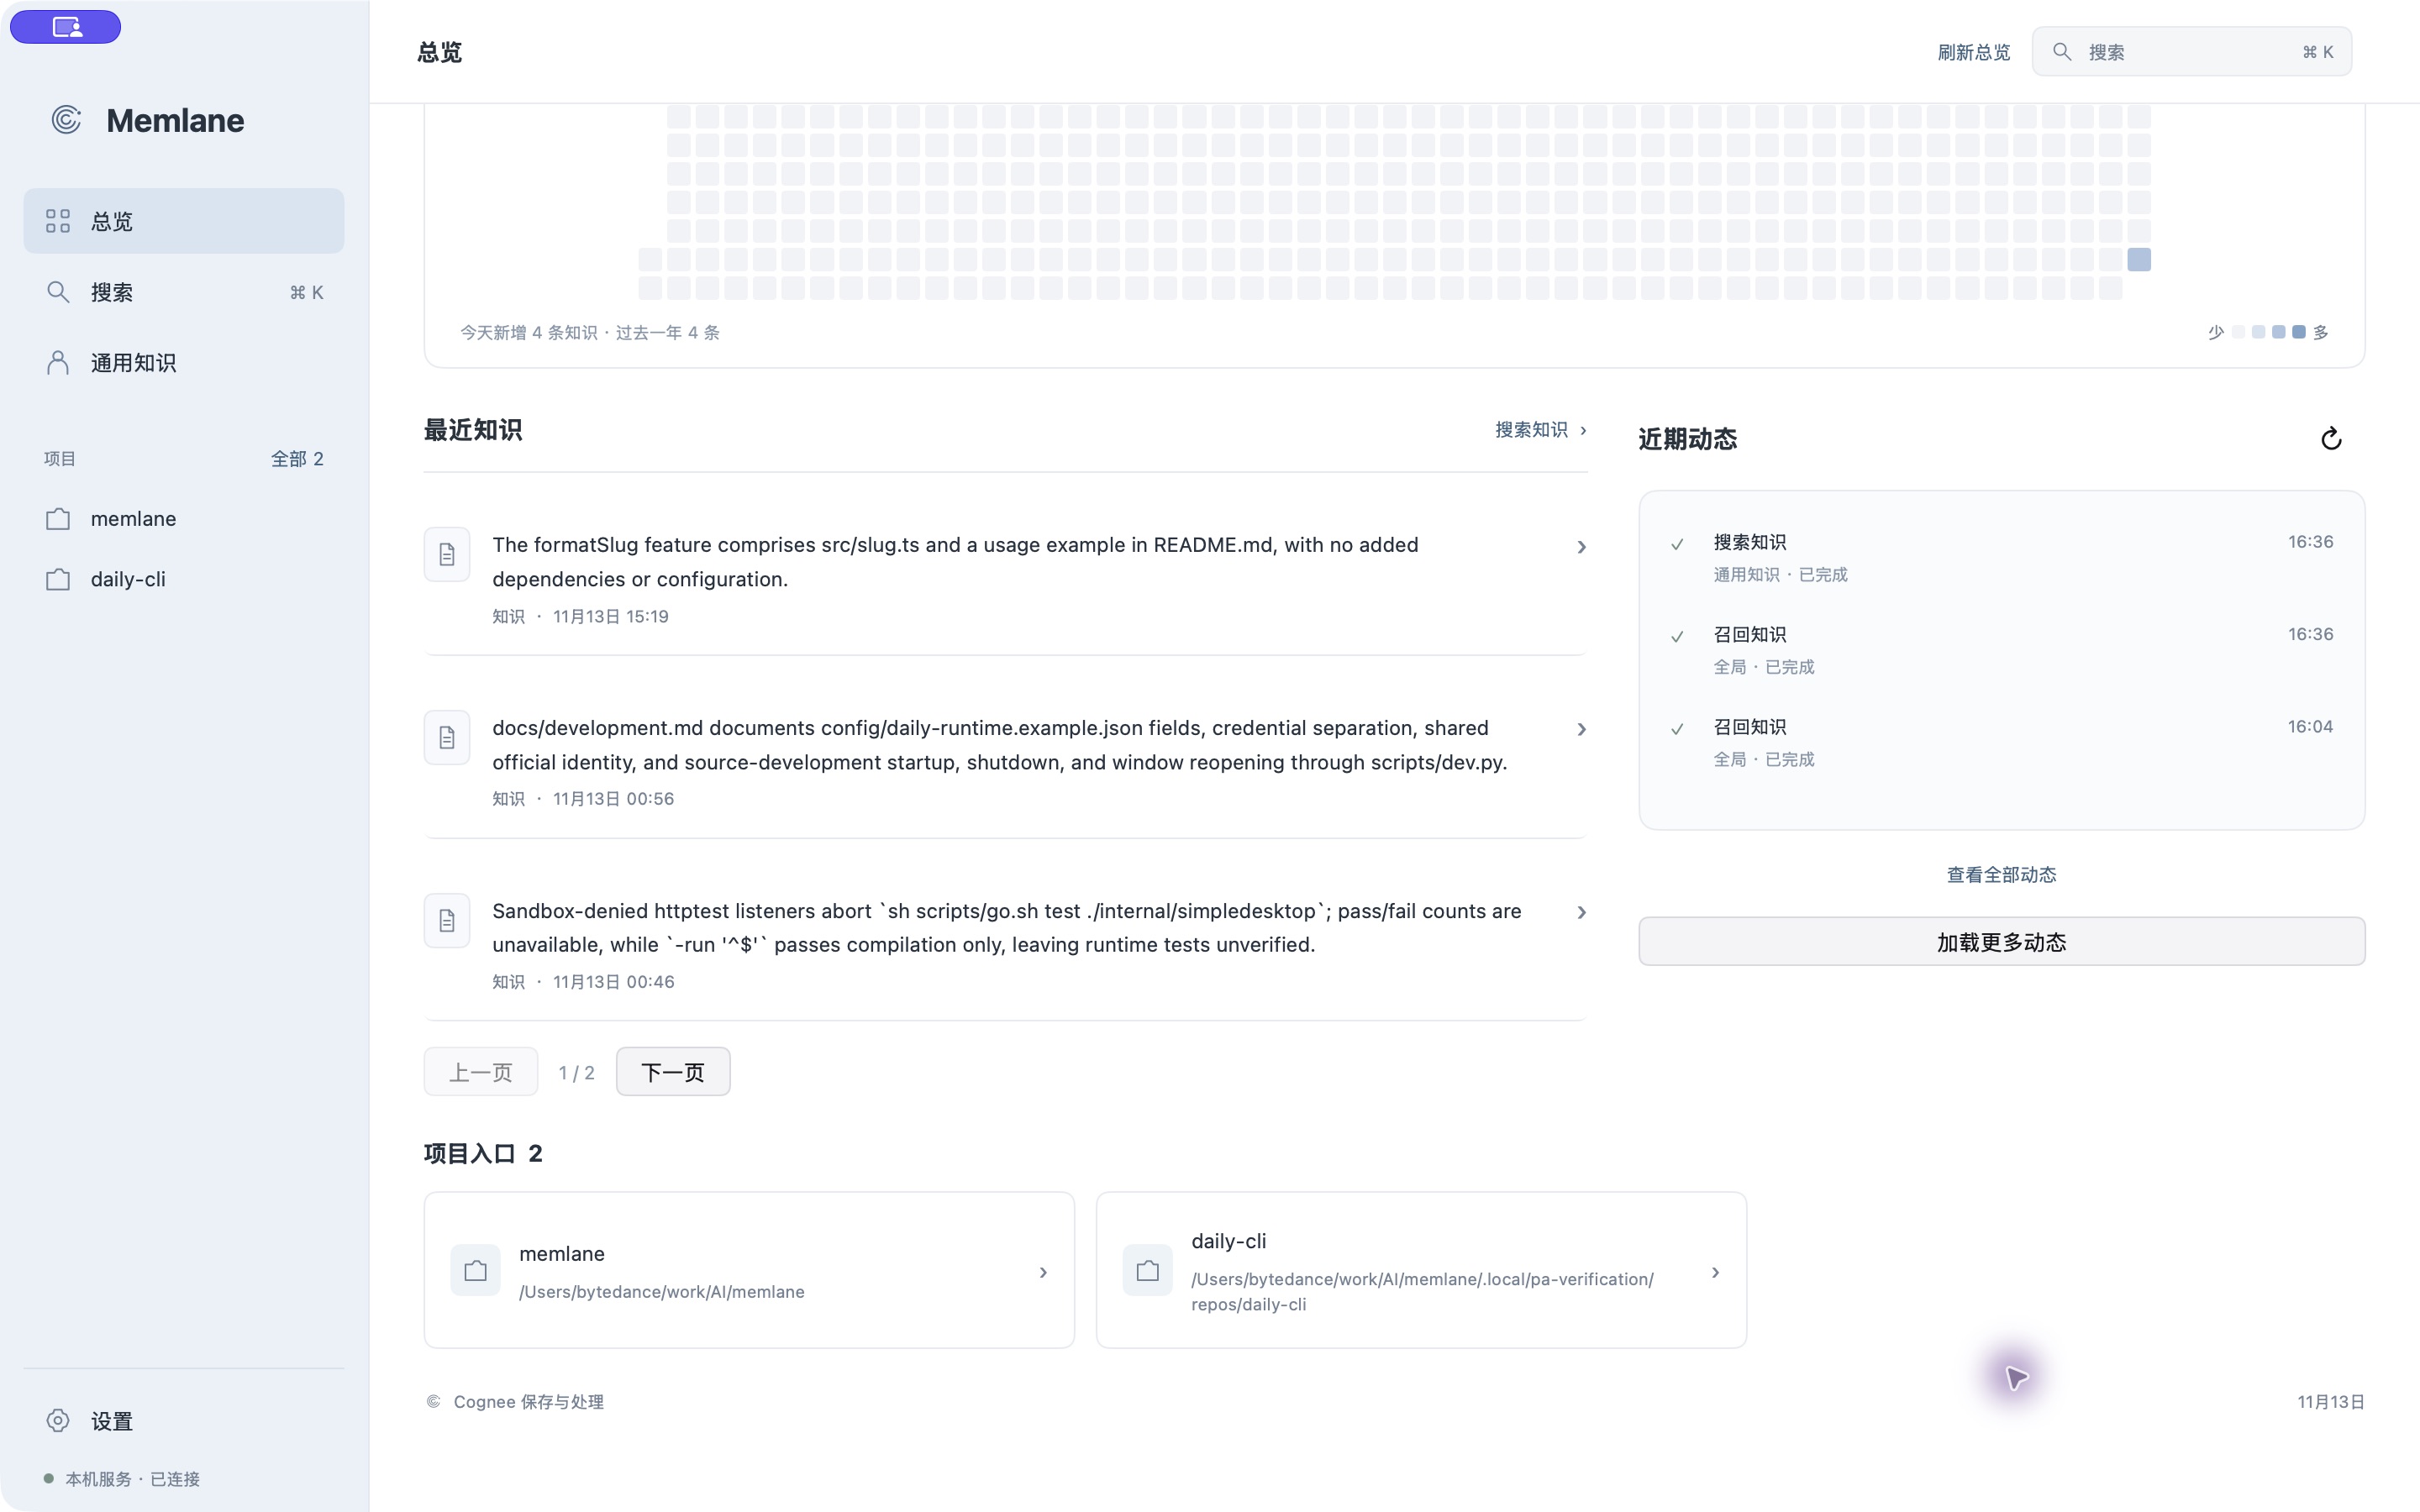 Memlane
总览
搜索 ⌘ K
通用知识
项目 全部 2
memlane
daily-cli
设置
本机服务 · 已连接
总览
刷新总览
搜索 ⌘ K
今天新增 4 条知识 · 过去一年 4 条
少 多
最近知识
搜索知识 ›
The formatSlug feature comprises src/slug.ts and a usage example in README.md, with no added
dependencies or configuration.
知识 · 11月13日 15:19
docs/development.md documents config/daily-runtime.example.json fields, credential separation, shared
official identity, and source-development startup, shutdown, and window reopening through scripts/dev.py.
知识 · 11月13日 00:56
Sandbox-denied httptest listeners abort `sh scripts/go.sh test ./internal/simpledesktop`; pass/fail counts are
unavailable, while `-run '^$'` passes compilation only, leaving runtime tests unverified.
知识 · 11月13日 00:46
上一页 1 / 2 下一页
近期动态
搜索知识 16:36
通用知识 · 已完成
召回知识 16:36
全局 · 已完成
召回知识 16:04
全局 · 已完成
查看全部动态
加载更多动态
项目入口 2
memlane
/Users/bytedance/work/AI/memlane
daily-cli
/Users/bytedance/work/AI/memlane/.local/pa-verification/
repos/daily-cli
Cognee 保存与处理
11月13日